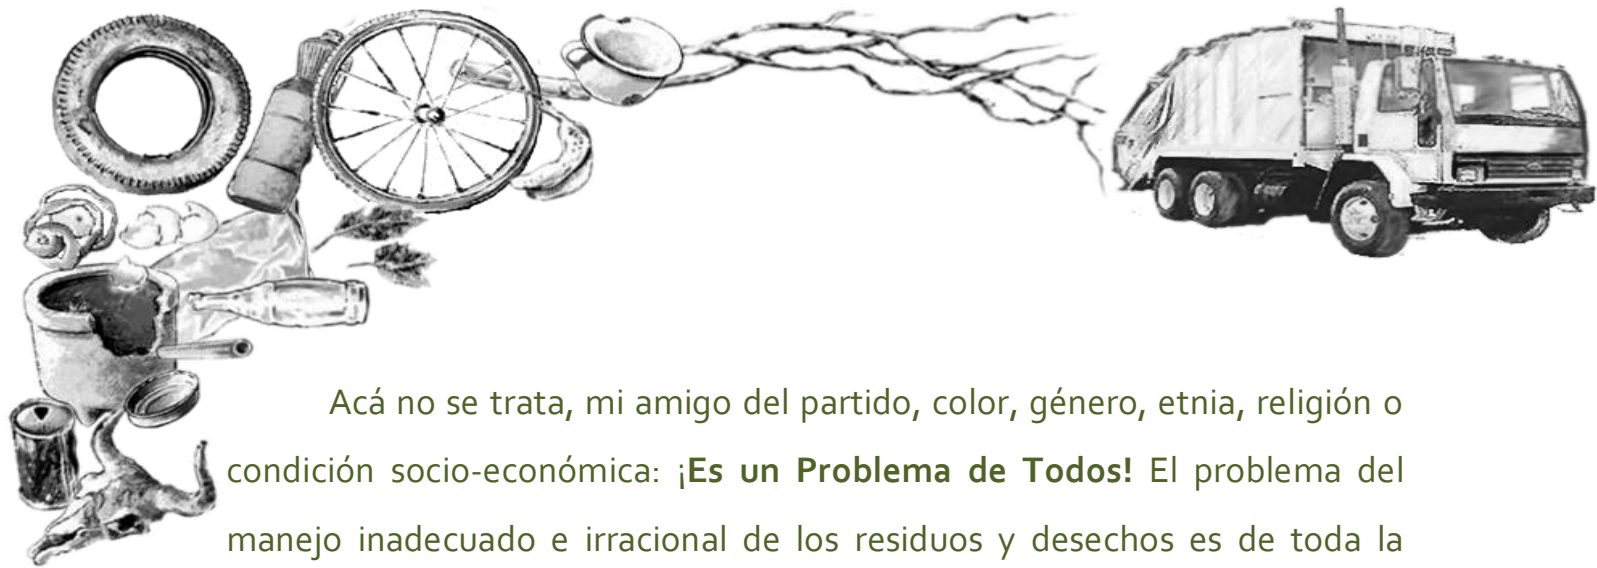 Acá no se trata, mi amigo del partido, color, género, etnia, religión o
condición socio-económica: ¡Es un Problema de Todos! El problema del
manejo inadecuado e irracional de los residuos y desechos es de toda la